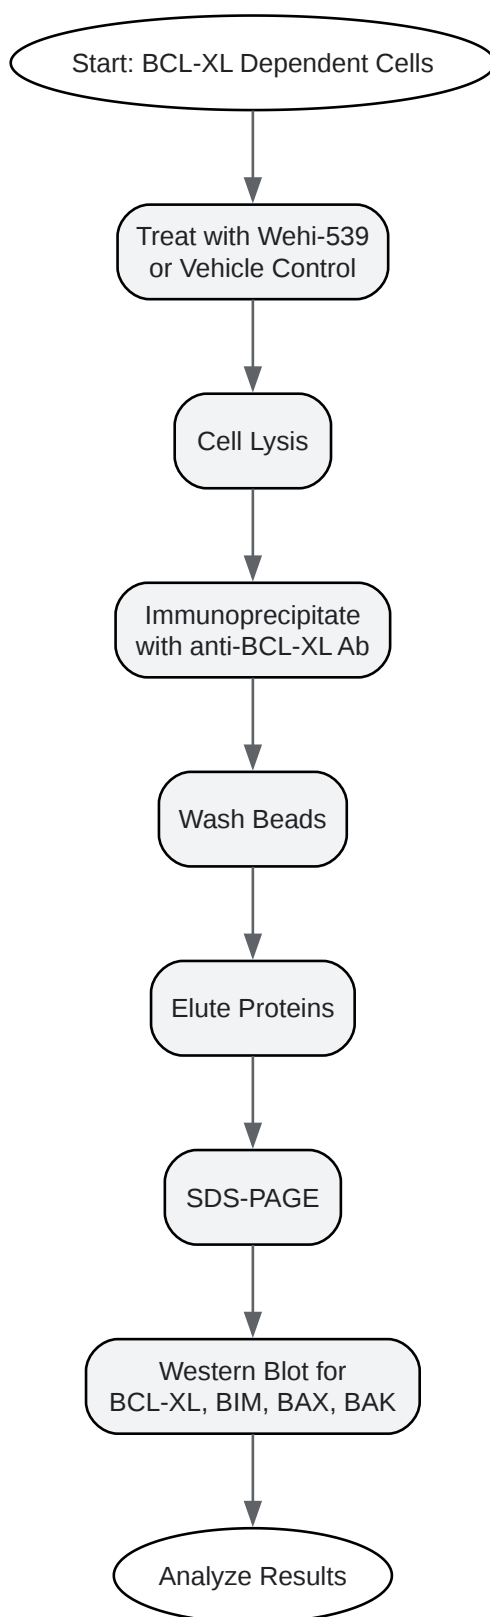 Start: BCL-XL Dependent Cells
Treat with Wehi-539
or Vehicle Control
Cell Lysis
Immunoprecipitate
with anti-BCL-XL Ab
Wash Beads
Elute Proteins
SDS-PAGE
Western Blot for
BCL-XL, BIM, BAX, BAK
Analyze Results